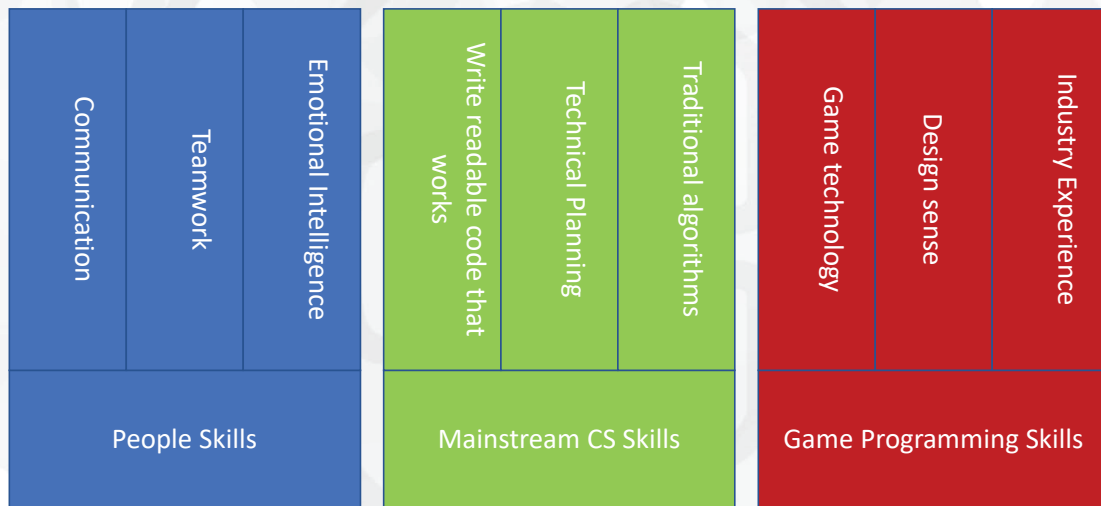 Communication
Teamwork
Emotional Intelligence
People Skills
Write readable code that
works
Technical Planning
Traditional algorithms
Mainstream CS Skills
Game technology
Design sense
Industry Experience
Game Programming Skills